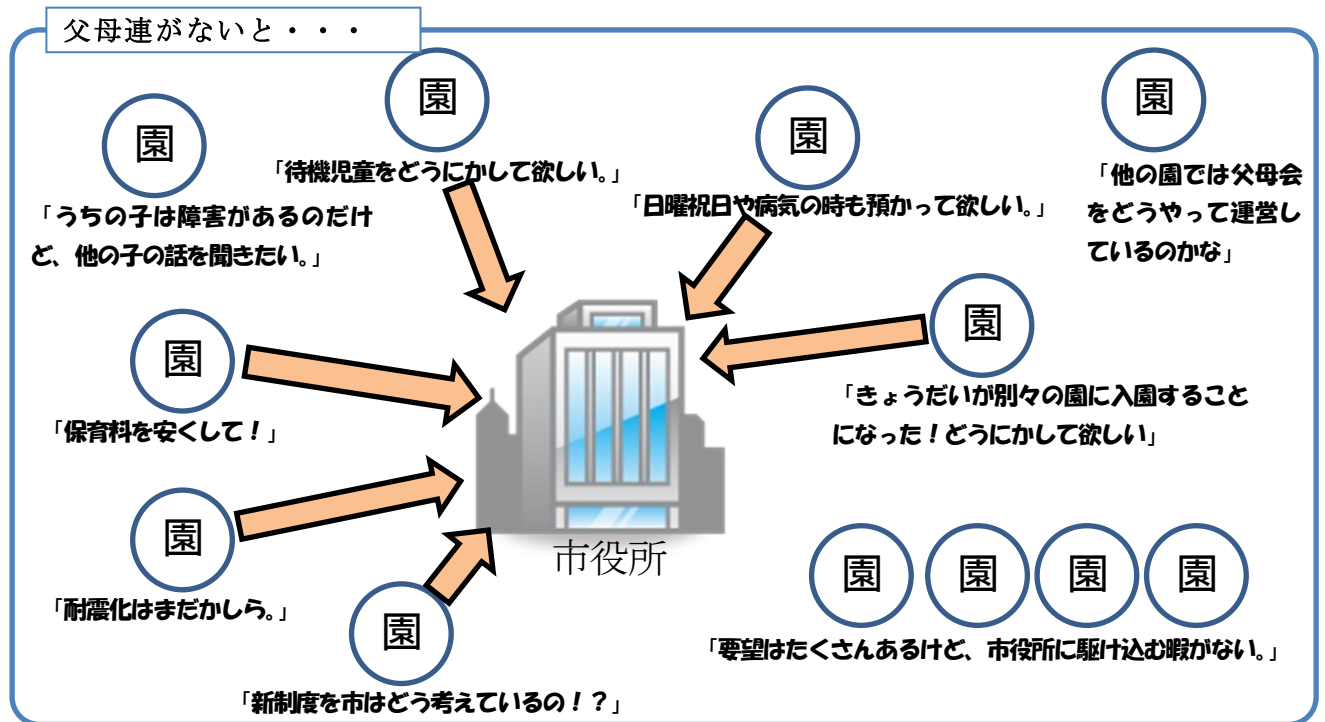 父母連がないと・・・
園
園
園
園
「待機児童をどうにかして欲しい。」
「うちの子は障害があるのだけ
ど、他の子の話を聞きたい。」
「日曜祝日や病気の時も預かって欲しい。」
「他の園では父母会
をどうやって運営し
ているのかな」
園
園
「保育料を安くして！」
「きょうだいが別々の園に入園すること
になった！どうにかして欲しい」
園
「耐震化はまだかしら。」
市役所
園
「新制度を市はどう考えているの！？」
園 園 園 園
「要望はたくさんあるけど、市役所に駆け込む暇がない。」